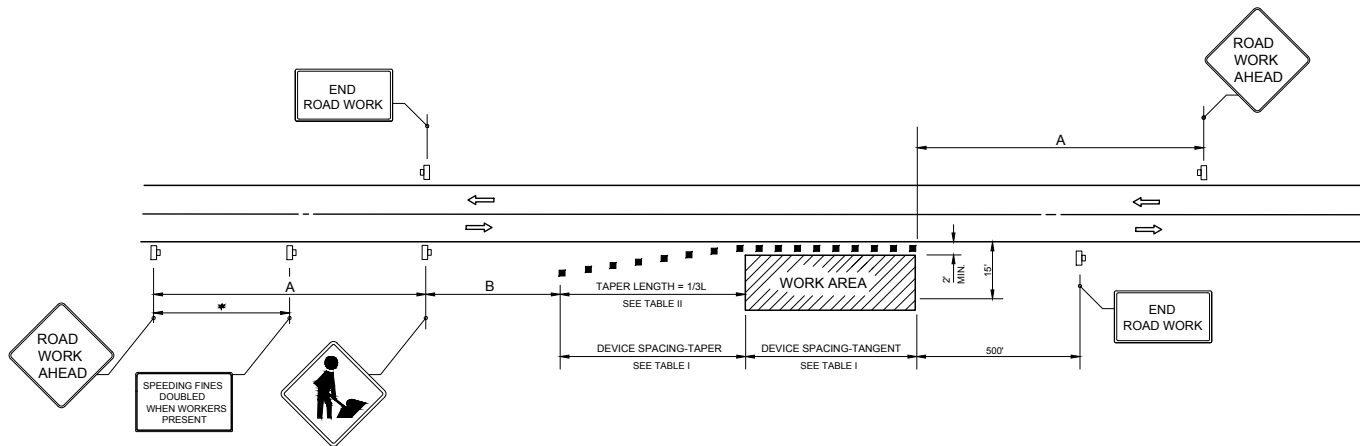 ROAD
WORK
AHEAD
END
ROAD WORK
A
A
B
*
TAPER LENGTH = 1/3L
SEE TABLE II
WORK AREA
2'
MIN.
15'
ROAD
WORK
AHEAD
SPEEDING FINES
DOUBLED
WHEN WORKERS
PRESENT
DEVICE SPACING-TAPER
SEE TABLE I
DEVICE SPACING-TANGENT
SEE TABLE I
500'
END
ROAD WORK